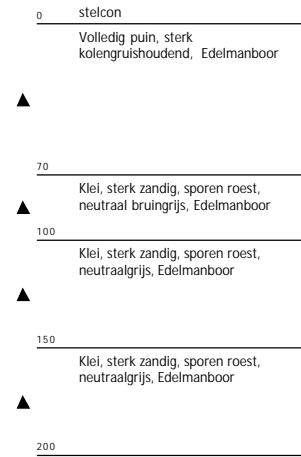 0 stelcon
Volledig puin, sterk
kolengruishoudend, Edelmanboor
70
Klei, sterk zandig, sporen roest,
neutraal bruingrijs, Edelmanboor
100
Klei, sterk zandig, sporen roest,
neutraalgrijs, Edelmanboor
150
Klei, sterk zandig, sporen roest,
neutraalgrijs, Edelmanboor
200